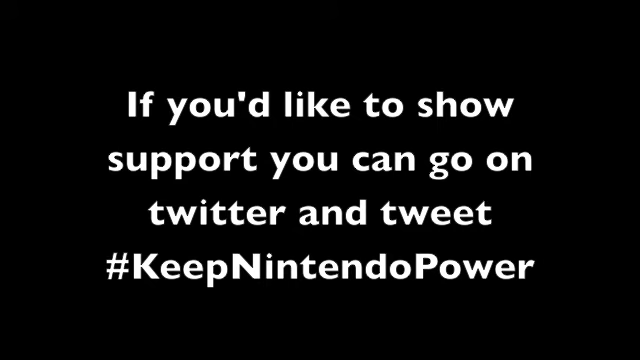 If you'd like to show
support you can go on
twitter and tweet
#KeepNintendoPower